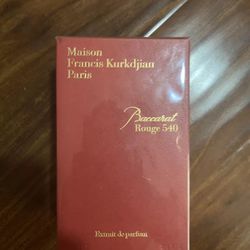 Maison
Francis Kurkdjian
Paris
Baccarat
Rouge 540
Extrait de parfum